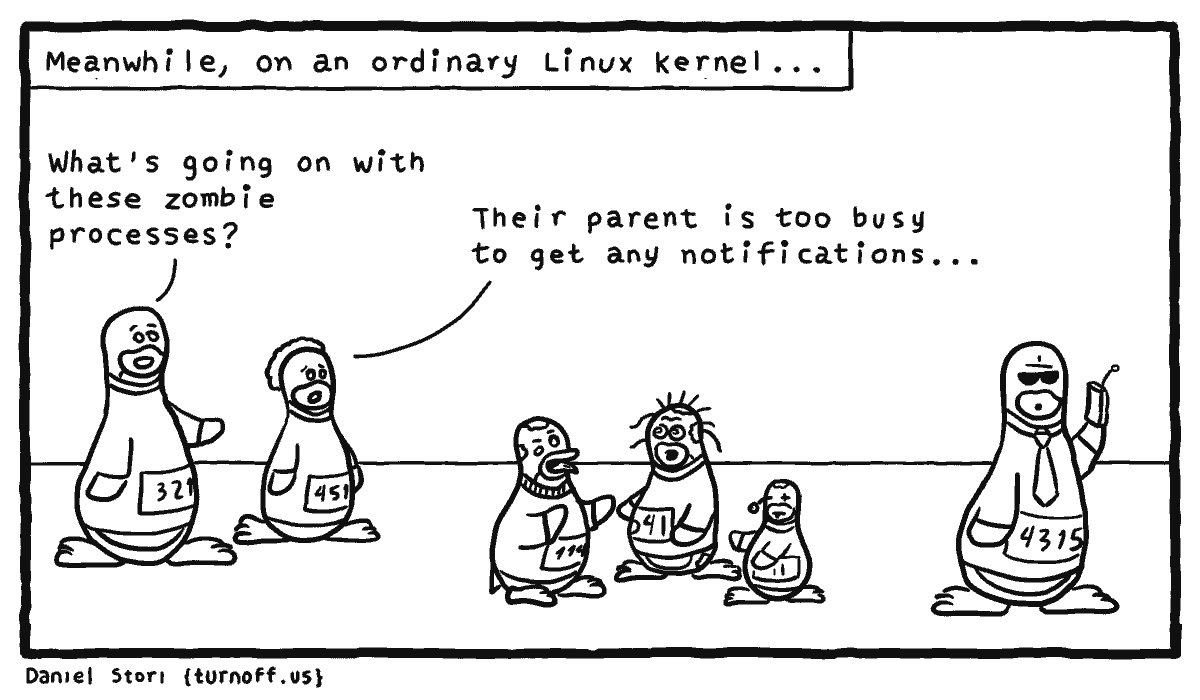 Meanwhile, on an ordinary Linux kernel...
What's going on with
these zombie
processes?
Their parent is too busy
to get any notifications...
321
451
114
541
11
4315
Daniel Stori {turnoff.us}